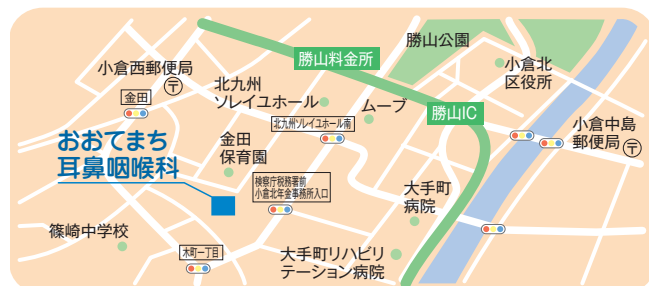 勝山公園
勝山料金所
小倉北
区役所
小倉西郵便局
〒
金田
北九州
ソレイユホール
ムーブ
勝山IC
小倉中島
郵便局
〒
北九州ソレイユホール南
おおてまち
耳鼻咽喉科
金田
保育園
検察庁税務署前
小倉北年金事務所入口
大手町
病院
篠崎中学校
木町一丁目
大手町リハビリ
テーション病院